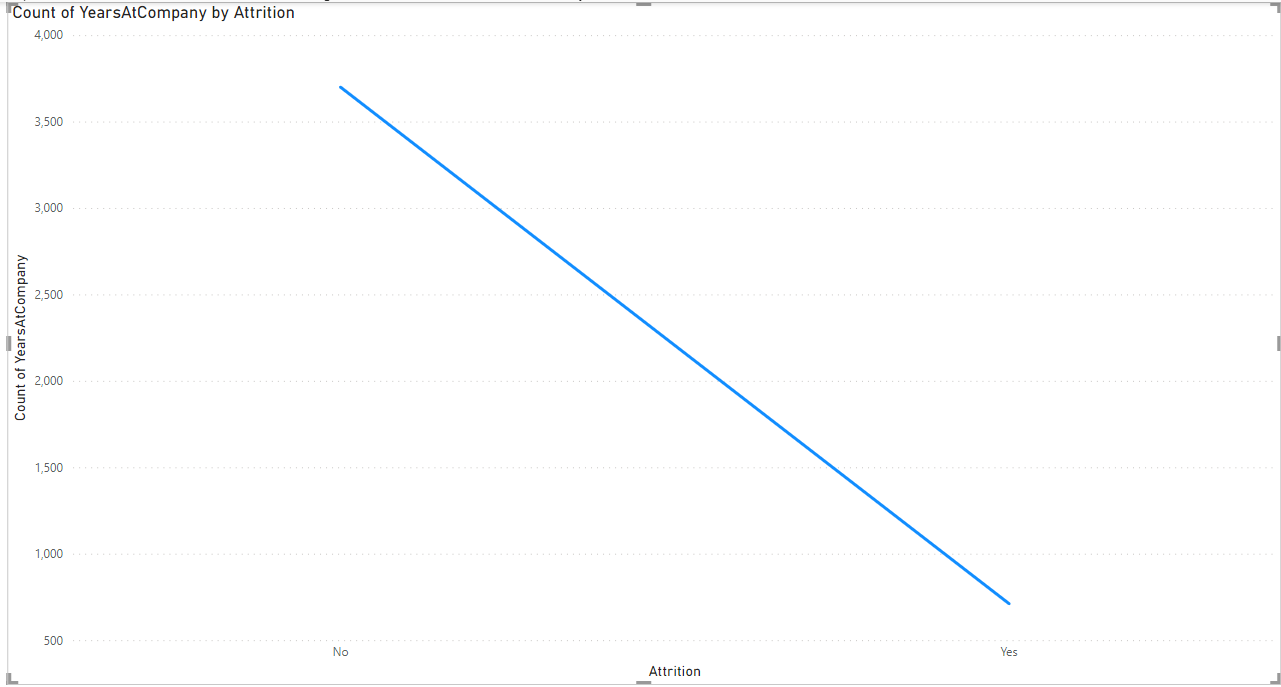 Count of YearsAtCompany by Attrition
4,000
3,500
3,000
2,500
2,000
1,500
1,000
500
Count of YearsAtCompany
No
Yes
Attrition